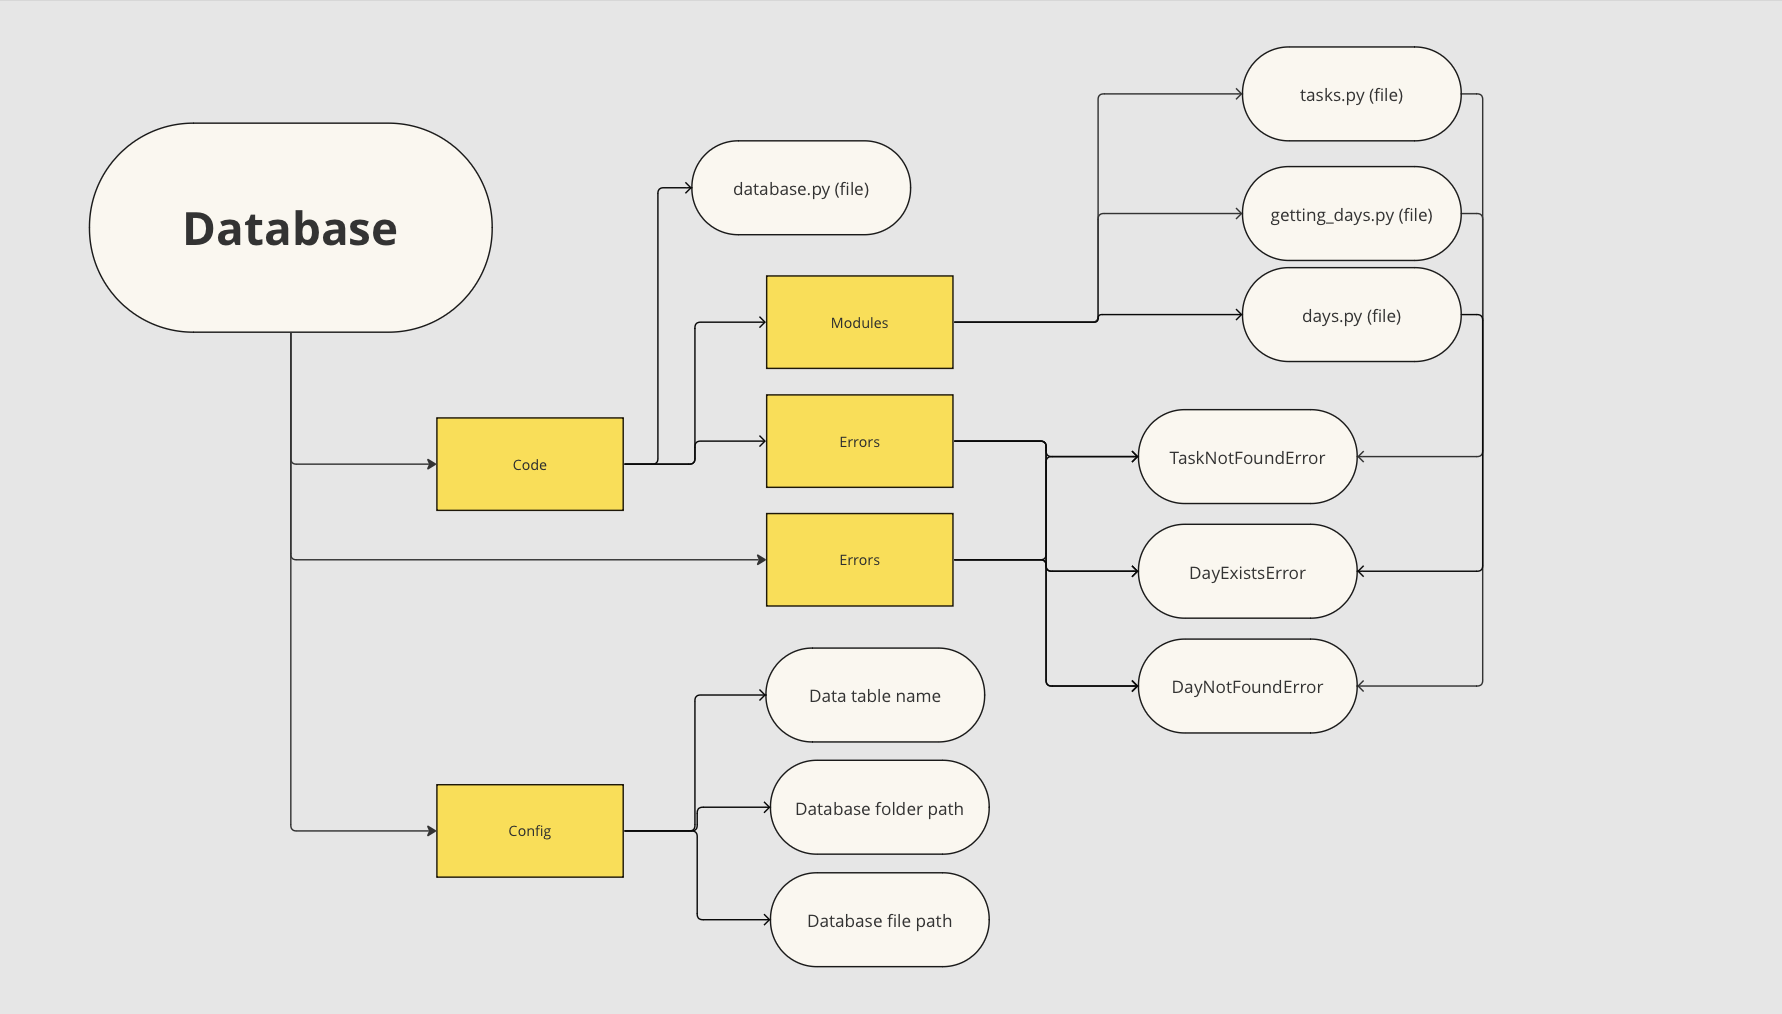 Database
database.py (file)
Modules
Errors
Code
Errors
Data table name
Config
Database folder path
Database file path
tasks.py (file)
getting_days.py (file)
days.py (file)
TaskNotFoundError
DayExistsError
DayNotFoundError